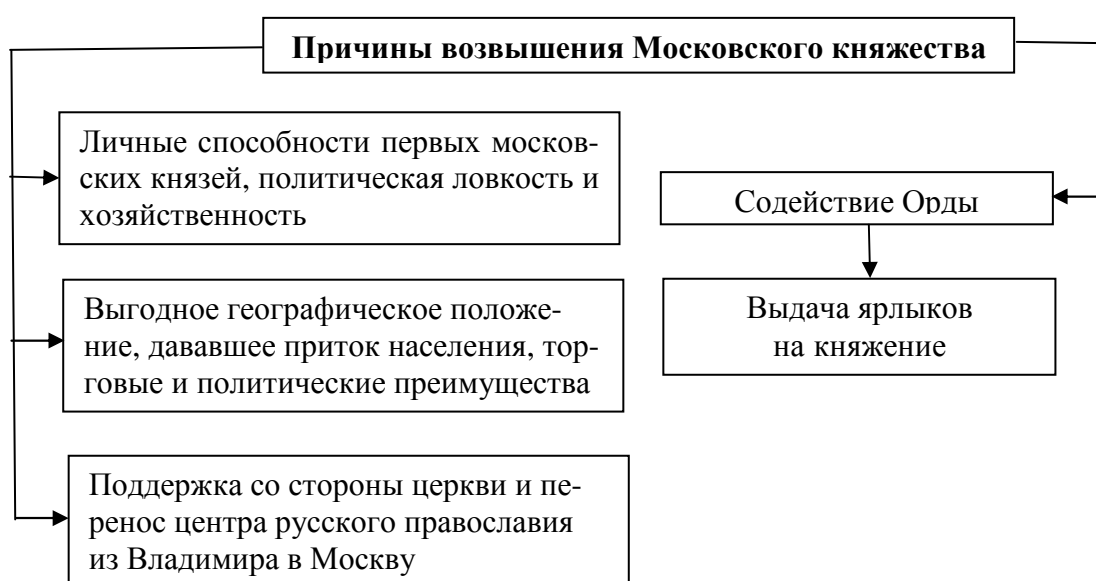 Причины возвышения Московского княжества
Личные способности первых москов-
ских князей, политическая ловкость и
хозяйственность
Выгодное географическое положе-
ние, дававшее приток населения, тор-
говые и политические преимущества
Поддержка со стороны церкви и пе-
ренос центра русского православия
из Владимира в Москву
Содействие Орды
Выдача ярлыков
на княжение